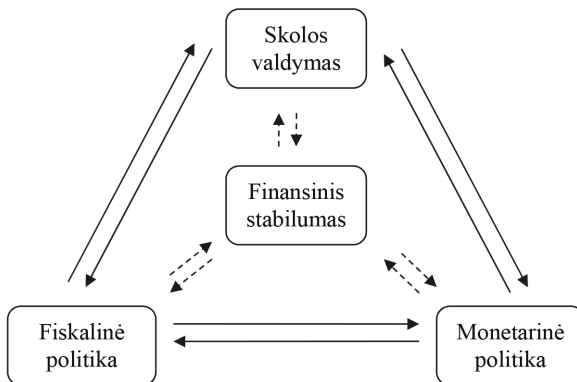 Skolos
valdymas
Finansinis
stabilumas
Fiskalinė
politika
Monetarinė
politika